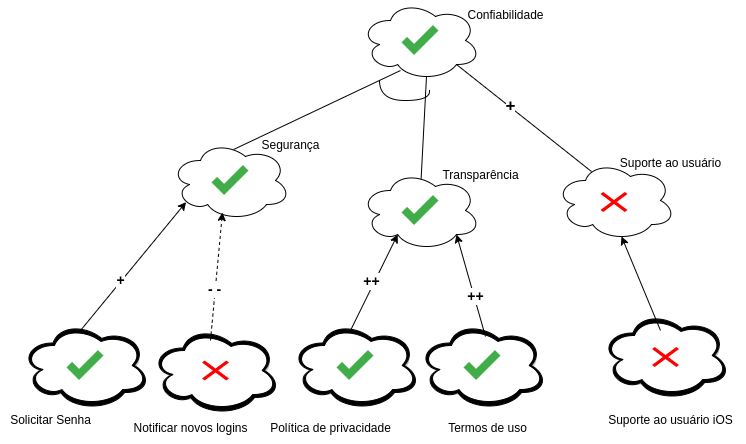 Confiabilidade
+
Segurança
Transparência
Suporte ao usuário
+
- -
++
++
Solicitar Senha
Notificar novos logins
Política de privacidade
Termos de uso
Suporte ao usuário iOS